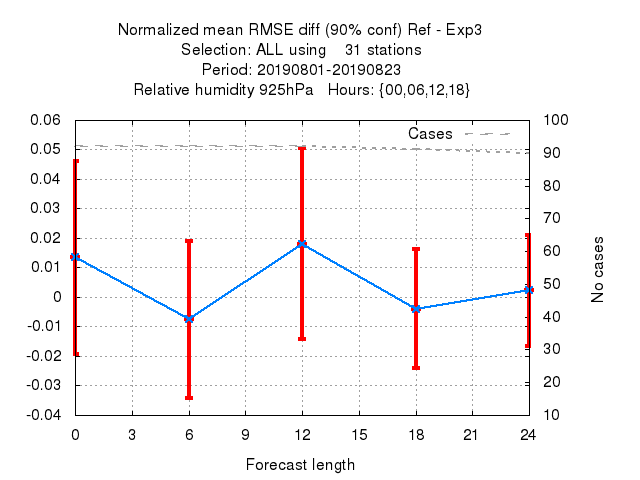 Normalized mean RMSE diff (90% conf) Ref - Exp3
Selection: ALL using    31 stations
Period: 20190801-20190823
Relative humidity 925hPa   Hours: {00,06,12,18}
Cases
0.06
0.05
0.04
0.03
0.02
0.01
0
-0.01
-0.02
-0.03
-0.04
100
90
80
70
60
50
40
30
20
10
No cases
0 3 6 9 12 15 18 21 24
Forecast length